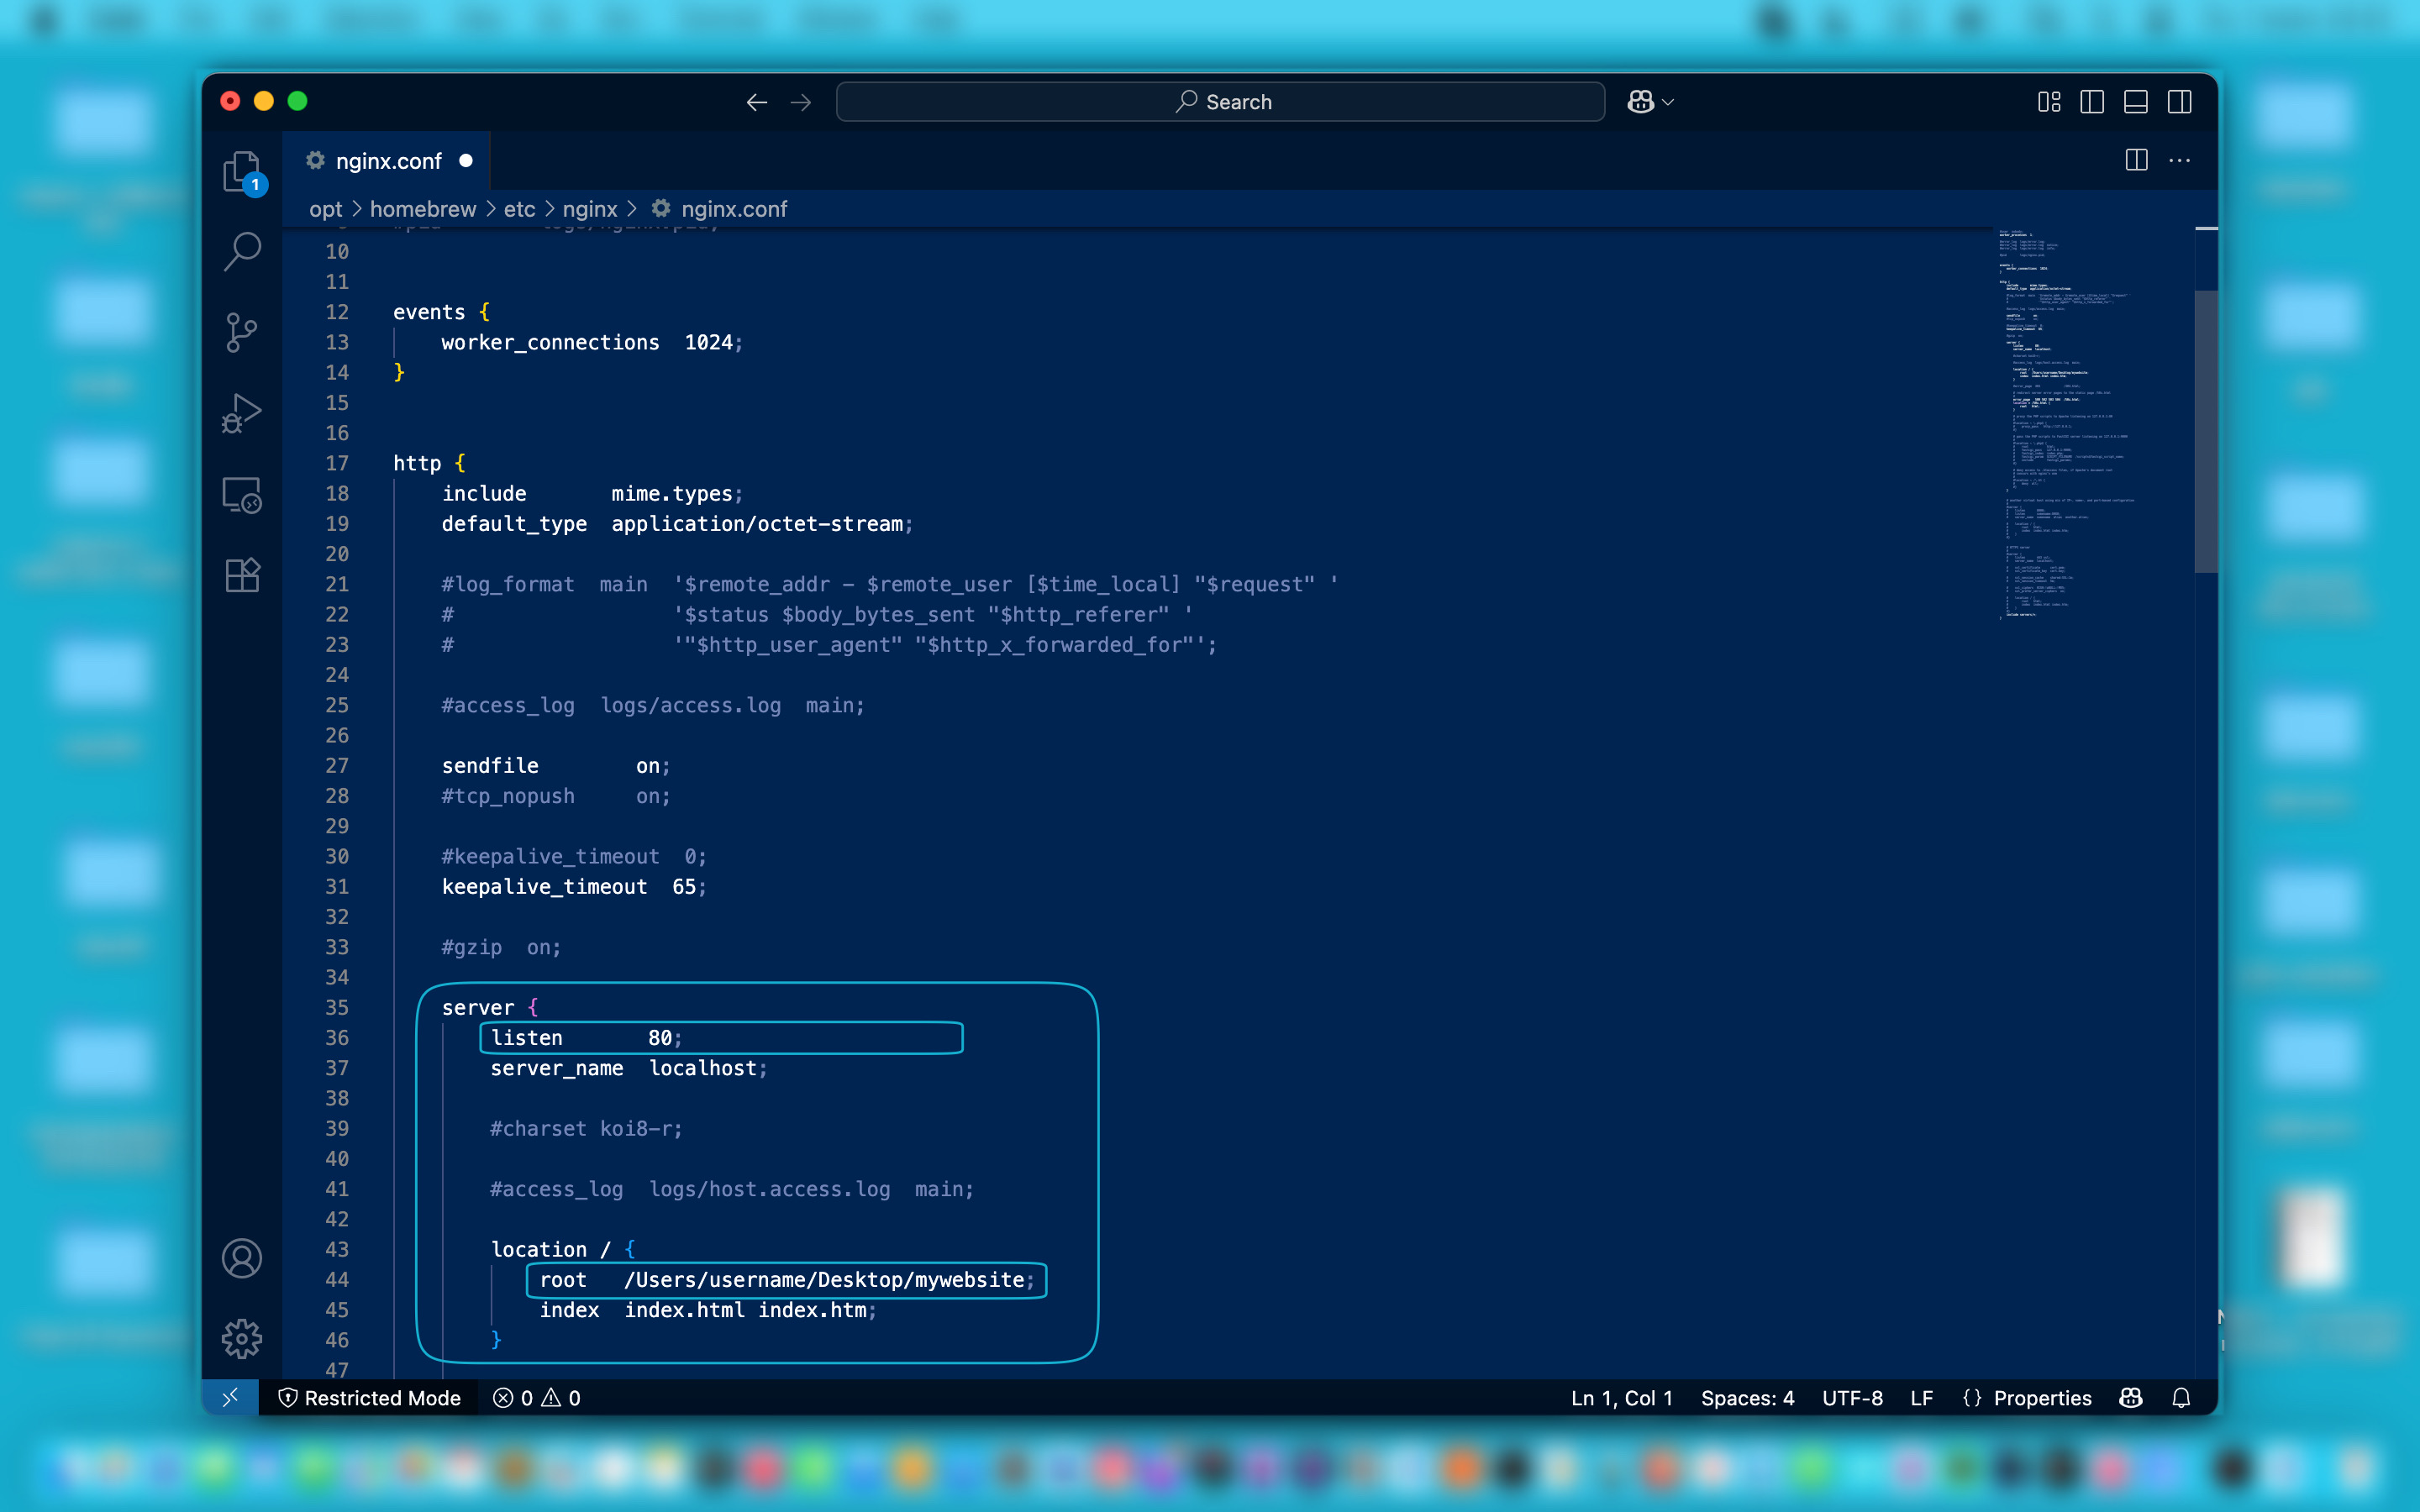 Search
nginx.conf
1
opt > homebrew > etc > nginx > nginx.conf
10
11
12 events {
13 worker_connections  1024;
14 }
15
16
17 http {
18 include       mime.types;
19 default_type  application/octet-stream;
20
21 #log_format  main  '$remote_addr - $remote_user [$time_local] "$request" '
22 #                  '$status $body_bytes_sent "$http_referer" '
23 #                  '"$http_user_agent" "$http_x_forwarded_for"';
24
25 #access_log  logs/access.log  main;
26
27 sendfile        on;
28 #tcp_nopush     on;
29
30 #keepalive_timeout  0;
31 keepalive_timeout  65;
32
33 #gzip  on;
34
35 server {
36 listen       80;
37 server_name  localhost;
38
39 #charset koi8-r;
40
41 #access_log  logs/host.access.log  main;
42
43 location / {
44 root   /Users/username/Desktop/mywebsite;
45 index  index.html index.htm;
46 }
47
Restricted Mode 0 0 Ln 1, Col 1 Spaces: 4 UTF-8 LF {} Properties